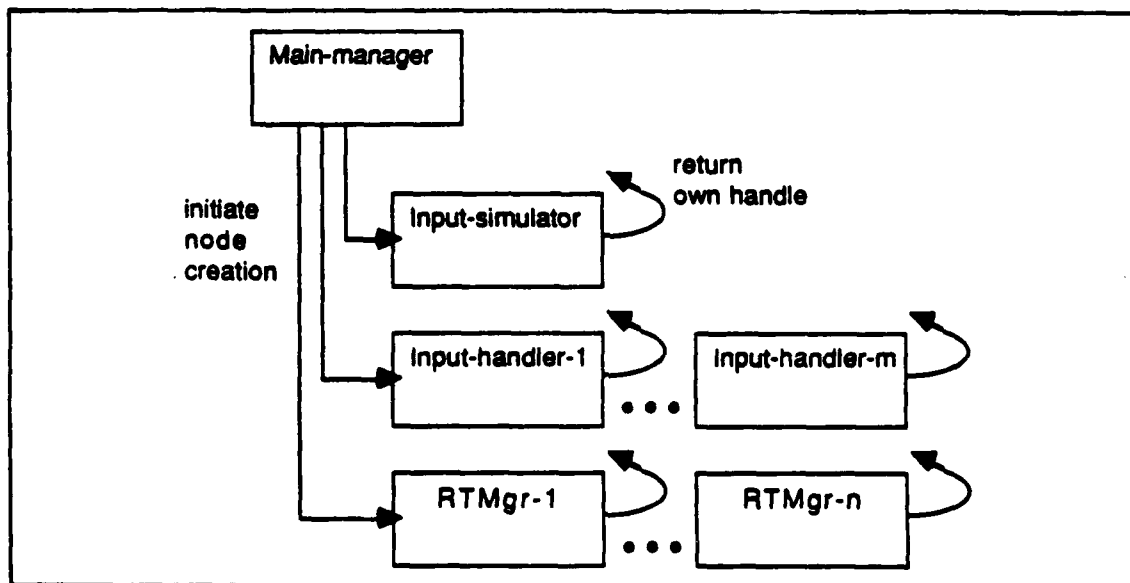 Main-manager
return
own handle
initiate
node
creation
Input-simulator
Input-handler-1
Input-handler-m
RTMgr-1
RTMgr-n